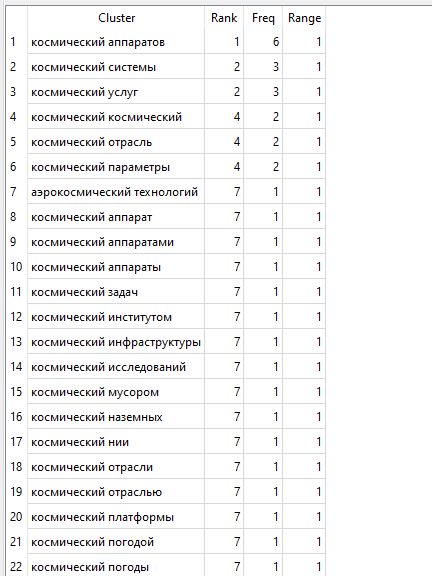 Cluster Rank Freq Range
1 космический аппаратов 1 6 1
2 космический системы 2 3 1
3 космический услуг 2 3 1
4 космический космический 4 2 1
5 космический отрасль 4 2 1
6 космический параметры 4 2 1
7 аэрокосмический технологий 7 1 1
8 космический аппарат 7 1 1
9 космический аппаратами 7 1 1
10 космический аппараты 7 1 1
11 космический задач 7 1 1
12 космический институтом 7 1 1
13 космический инфраструктуры 7 1 1
14 космический исследований 7 1 1
15 космический мусором 7 1 1
16 космический наземных 7 1 1
17 космический нии 7 1 1
18 космический отрасли 7 1 1
19 космический отраслью 7 1 1
20 космический платформы 7 1 1
21 космический погодой 7 1 1
22 космический погоды 7 1 1